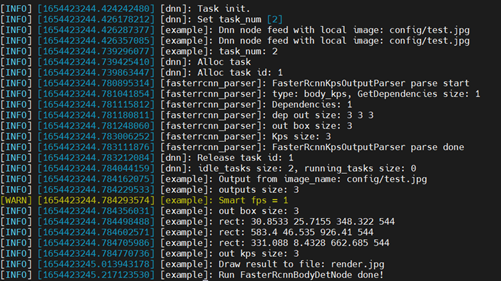 [INFO] [1654423244.424242480] [dnn]: Task init.
[INFO] [1654423244.426178212] [dnn]: Set task_num [2]
[INFO] [1654423244.426287377] [example]: Dnn node feed with local image: config/test.jpg
[INFO] [1654423244.426357085] [example]: Dnn node feed with local image: config/test.jpg
[INFO] [1654423244.739296077] [example]: task_num: 2
[INFO] [1654423244.739425410] [dnn]: Alloc task
[INFO] [1654423244.739863447] [dnn]: Alloc task id: 1
[INFO] [1654423244.780895314] [fasterrcnn_parser]: FasterRcnnKpsOutputParser parse start
[INFO] [1654423244.781041854] [fasterrcnn_parser]: type: body_kps, GetDependencies size: 1
[INFO] [1654423244.781115812] [fasterrcnn_parser]: Dependencies: 1
[INFO] [1654423244.781180811] [fasterrcnn_parser]: dep out size: 3 3 3
[INFO] [1654423244.781248060] [fasterrcnn_parser]: out box size: 3
[INFO] [1654423244.783006252] [fasterrcnn_parser]: Kps size: 3
[INFO] [1654423244.783111876] [fasterrcnn_parser]: FasterRcnnKpsOutputParser parse done
[INFO] [1654423244.783212084] [dnn]: Release task id: 1
[INFO] [1654423244.784044159] [dnn]: idle_tasks size: 2, running_tasks size: 0
[INFO] [1654423244.784162075] [example]: Output from image_name: config/test.jpg
[INFO] [1654423244.784229533] [example]: outputs size: 3
[WARN] [1654423244.784293574] [example]: Smart fps = 1
[INFO] [1654423244.784356031] [example]: out box size: 3
[INFO] [1654423244.784498488] [example]: rect: 30.8533 25.7155 348.322 544
[INFO] [1654423244.784602571] [example]: rect: 583.4 46.535 926.41 544
[INFO] [1654423244.784705986] [example]: rect: 331.088 8.4328 662.685 544
[INFO] [1654423244.784770736] [example]: out kps size: 3
[INFO] [1654423245.013943178] [example]: Draw result to file: render.jpg
[INFO] [1654423245.217123530] [example]: Run FasterRcnnBodyDetNode done!